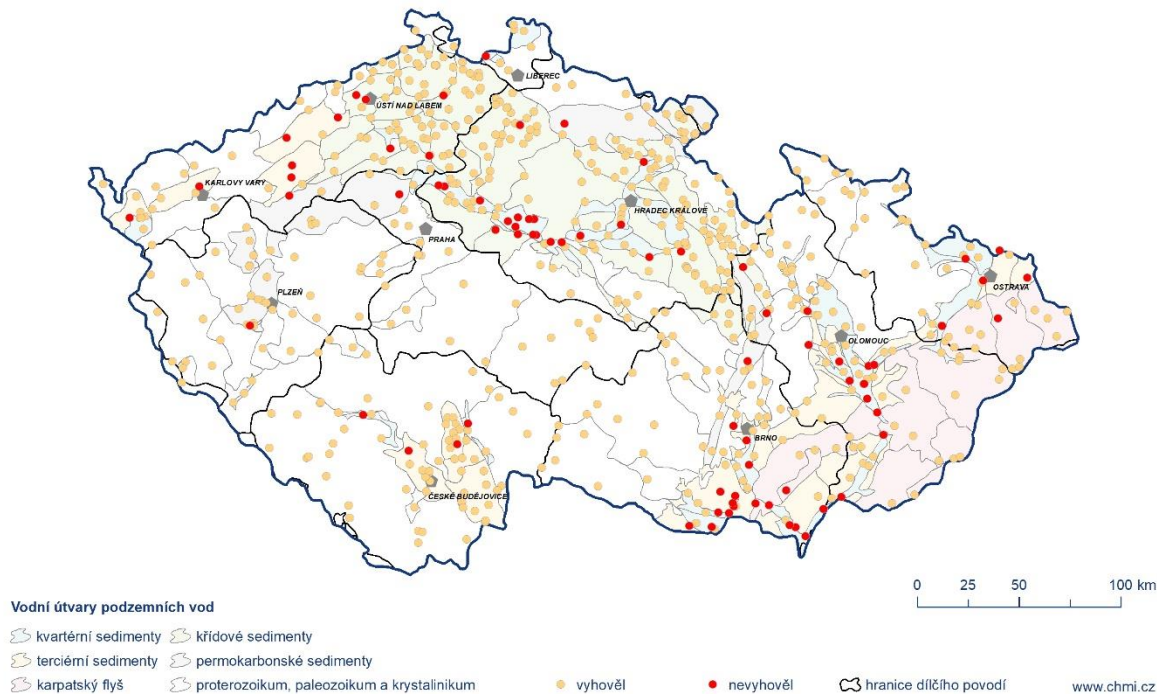 LIBEREC
ÚSTÍ NAD LABEM
KARLOVY VARY
HRADEC KRÁLOVÉ
PRAHA
OSTRAVA
PLZEŇ
OLOMOUC
BRNO
ČESKÉ BUDĚJOVICE
0 25 50 100 km
Vodní útvary podzemních vod
kvartérní sedimenty křídové sedimenty
terciérní sedimenty permokarbonské sedimenty
karpatský flyš proterozoikum, paleozoikum a krystalinikum vyhověl nevyhověl hranice dílčího povodí www.chmi.cz